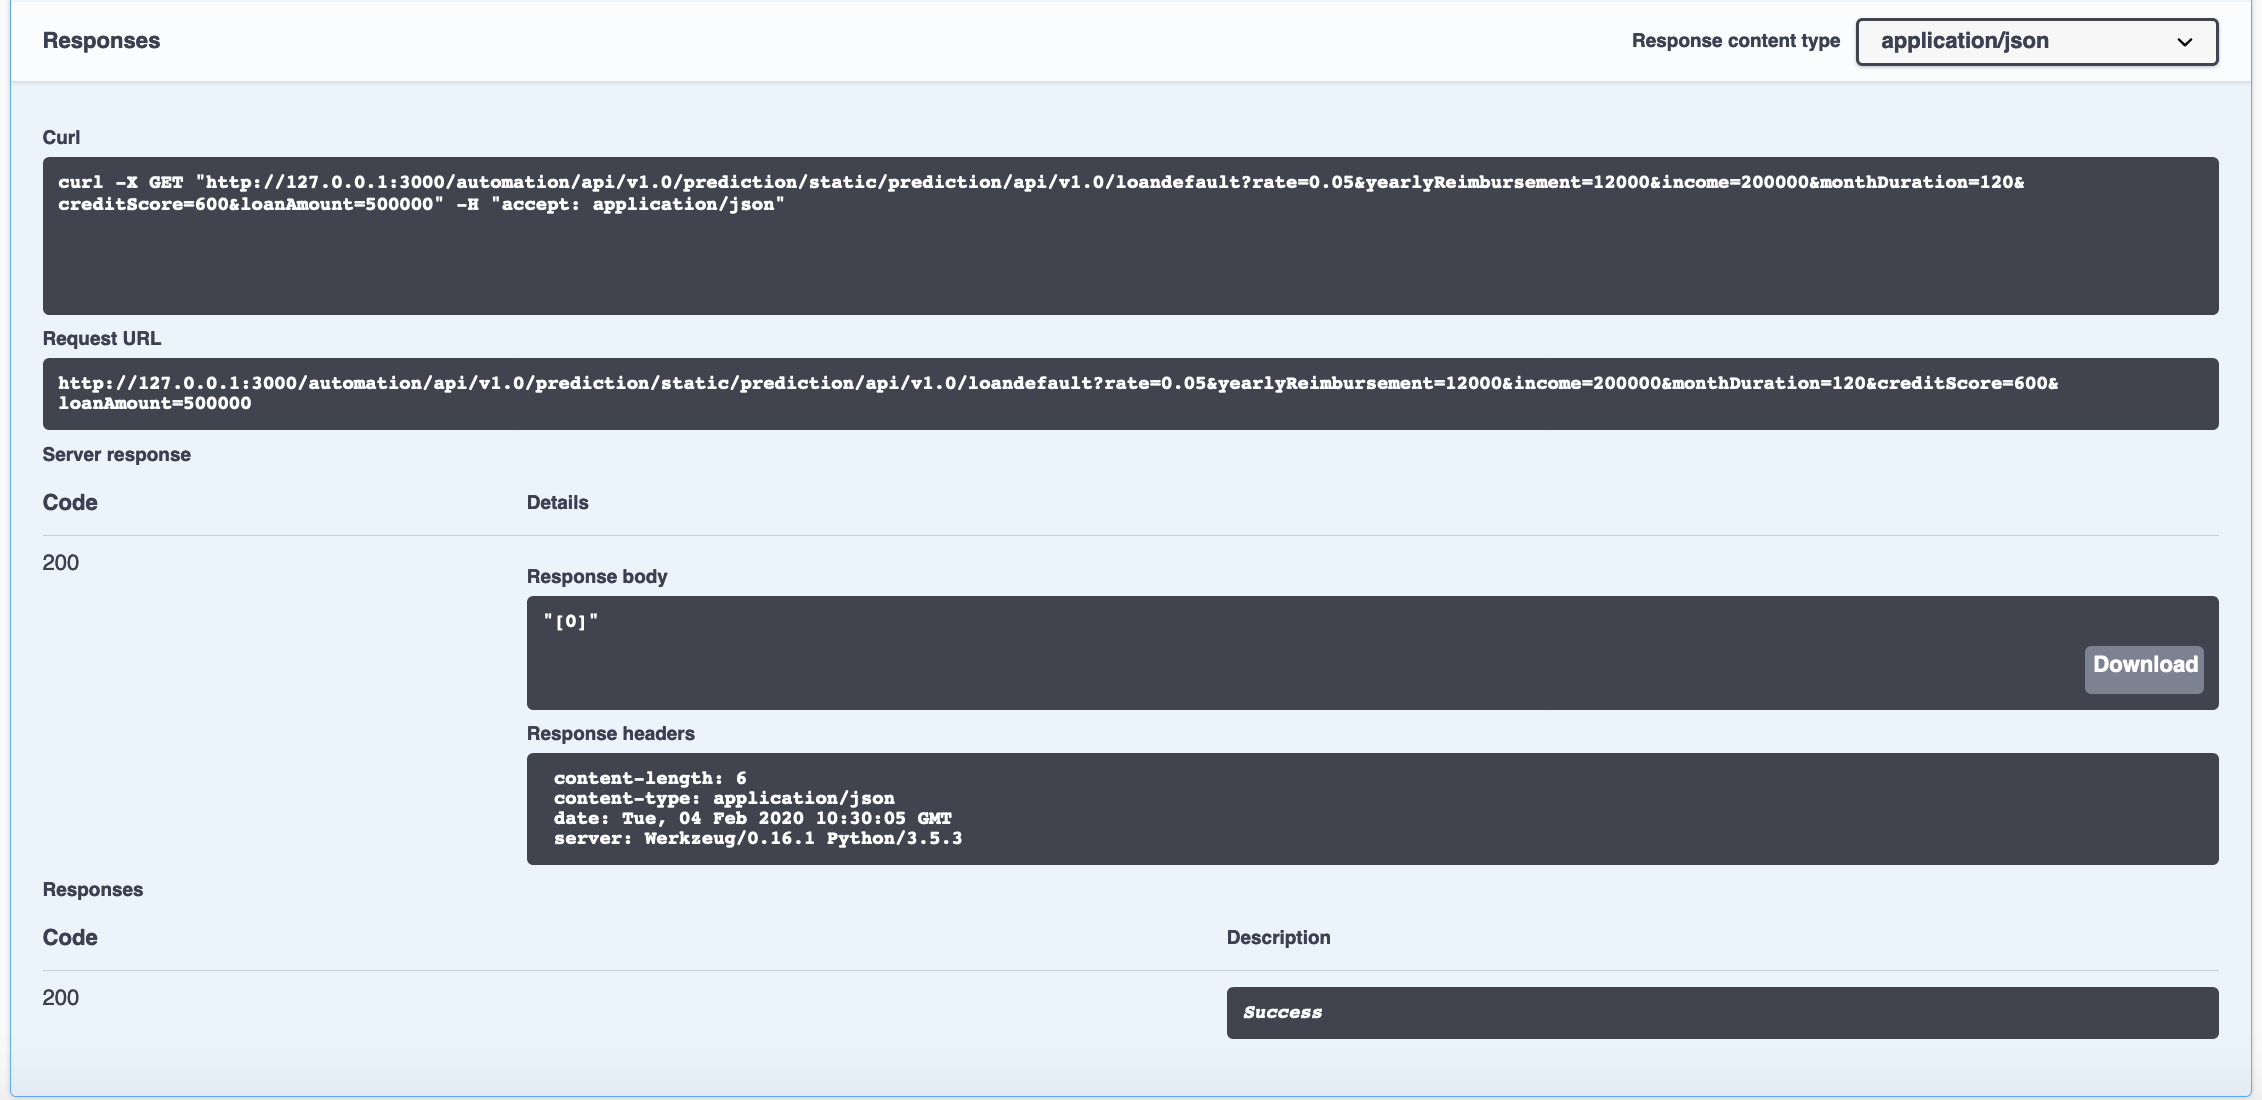 Responses
Response content type
application/json
Curl
curl -X GET "http://127.0.0.1:3000/automation/api/v1.0/prediction/static/prediction/api/v1.0/loandefault?rate=0.05&yearlyReimbursement=12000&income=200000&monthDuration=120&
creditScore=600&loanAmount=500000" -H "accept: application/json"
Request URL
http://127.0.0.1:3000/automation/api/v1.0/prediction/static/prediction/api/v1.0/loandefault?rate=0.05&yearlyReimbursement=12000&income=200000&monthDuration=120&creditScore=600&
loanAmount=500000
Server response
Code
Details
200
Response body
"[0]"
Download
Response headers
content-length: 6
content-type: application/json
date: Tue, 04 Feb 2020 10:30:05 GMT
server: Werkzeug/0.16.1 Python/3.5.3
Responses
Code
Description
200
Success